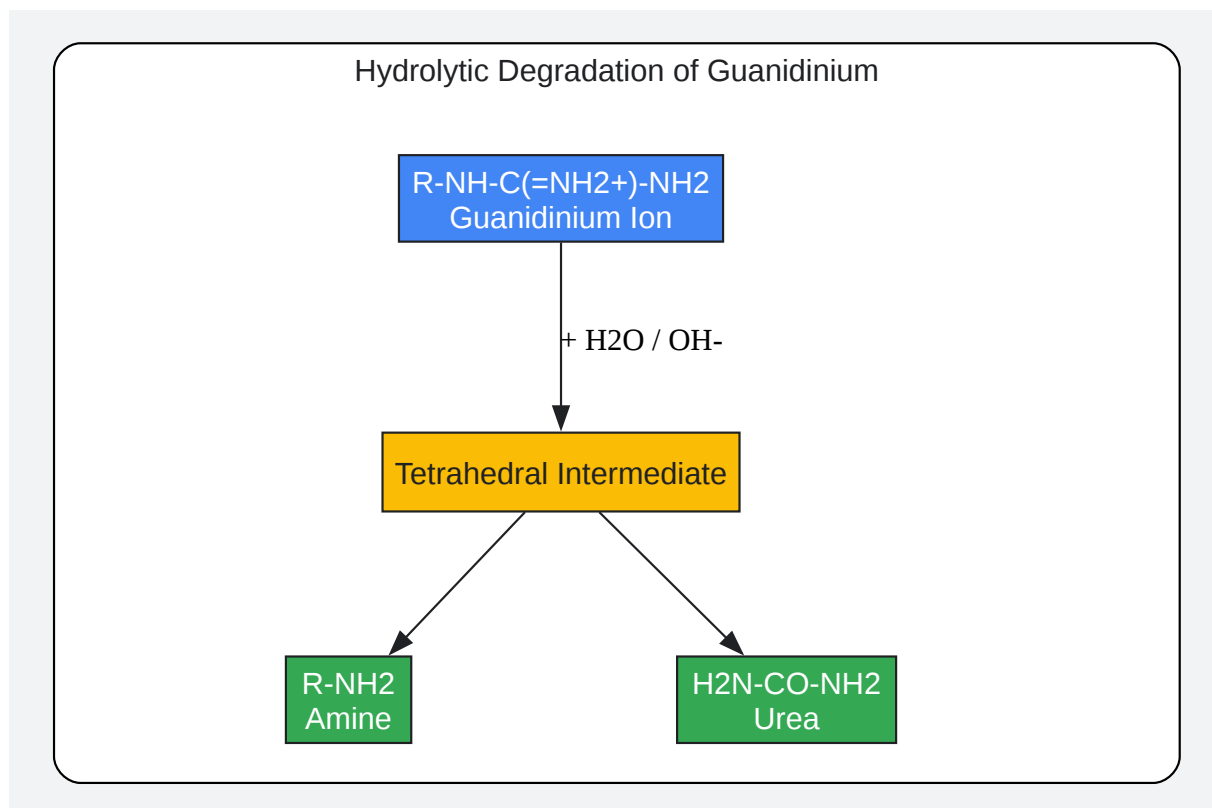 Hydrolytic Degradation of Guanidinium
R-NH-C(=NH2+)-NH2
Guanidinium Ion
+ H2O / OH-
Tetrahedral Intermediate
R-NH2
Amine
H2N-CO-NH2
Urea